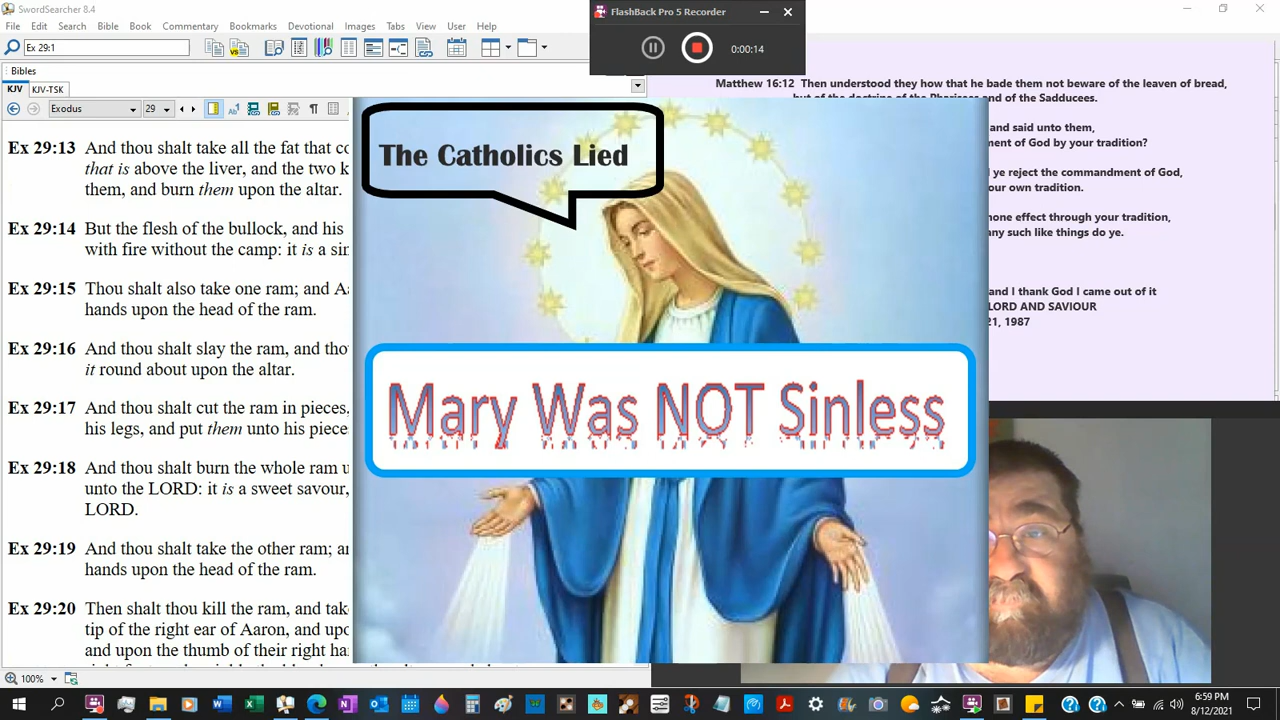 SwordSearcher 8.4
FlashBack Pro 5 Recorder
File Edit Search Bible Book Commentary Bookmarks Devotional Images Tabs View User Help
0:00:14
Ex 29:1
Bibles
KJV KJV-TSK
Exodus 29
Ex 29:13 And thou shalt take all the fat that
that is above the liver, and the two
them, and burn them upon the altar.
Ex 29:14 But the flesh of the bullock, and his
with fire without the camp: it is a
Ex 29:15 Thou shalt also take one ram; and
hands upon the head of the ram.
Ex 29:16 And thou shalt slay the ram, and
it round about upon the altar.
Ex 29:17 And thou shalt cut the ram in pieces,
his legs, and put them unto his
Ex 29:18 And thou shalt burn the whole ram
unto the LORD: it is a sweet savour,
LORD.
Ex 29:19 And thou shalt take the other ram;
hands upon the head of the ram.
Ex 29:20 Then shalt thou kill the ram, and
tip of the right ear of Aaron, and
and upon the thumb of their right
100%
The Catholics Lied
Mary Was NOT Sinless
Matthew 16:12 Then understood they how that he bade them not beware of the leaven of bread,
but of the doctrine of the Pharisees and of the Sadducees.
and said unto them,
of God by your tradition?
ye reject the commandment of God,
own tradition.
none effect through your tradition,
such like things do ye.
and I thank God I came out of it
LORD AND SAVIOUR
1987
6:59 PM
8/12/2021